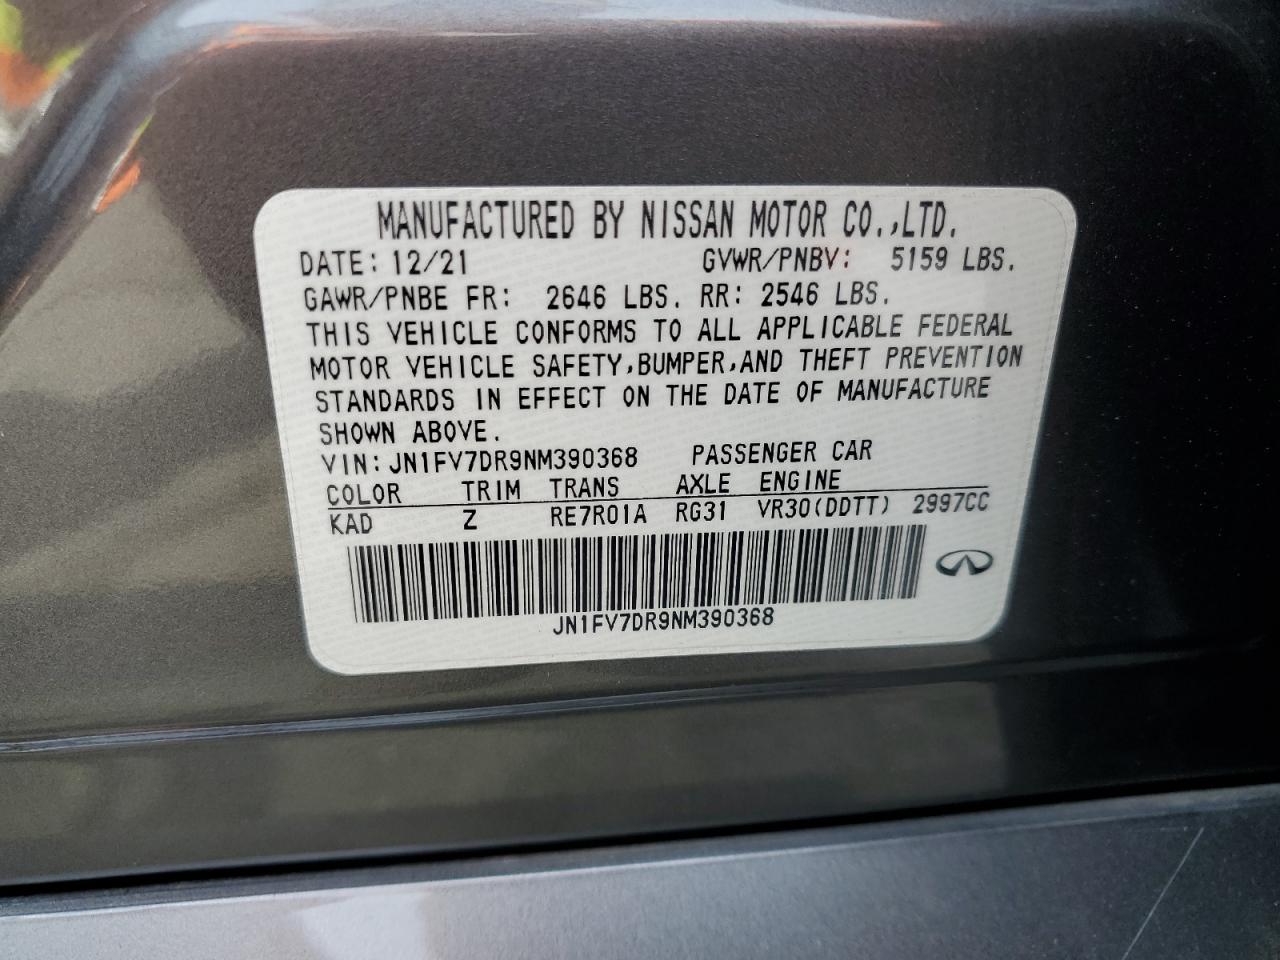 MANUFACTURED BY NISSAN MOTOR CO.,LTD.
DATE: 12/21 GVWR/PNBV: 5159 LBS.
GAWR/PNBE FR: 2646 LBS. RR: 2546 LBS.
THIS VEHICLE CONFORMS TO ALL APPLICABLE FEDERAL
MOTOR VEHICLE SAFETY,BUMPER,AND THEFT PREVENTION
STANDARDS IN EFFECT ON THE DATE OF MANUFACTURE
SHOWN ABOVE.
VIN: JN1FV7DR9NM390368 PASSENGER CAR
COLOR TRIM TRANS AXLE ENGINE
KAD Z RE7R01A RG31 VR30(DDTT) 2997CC
JN1FV7DR9NM390368